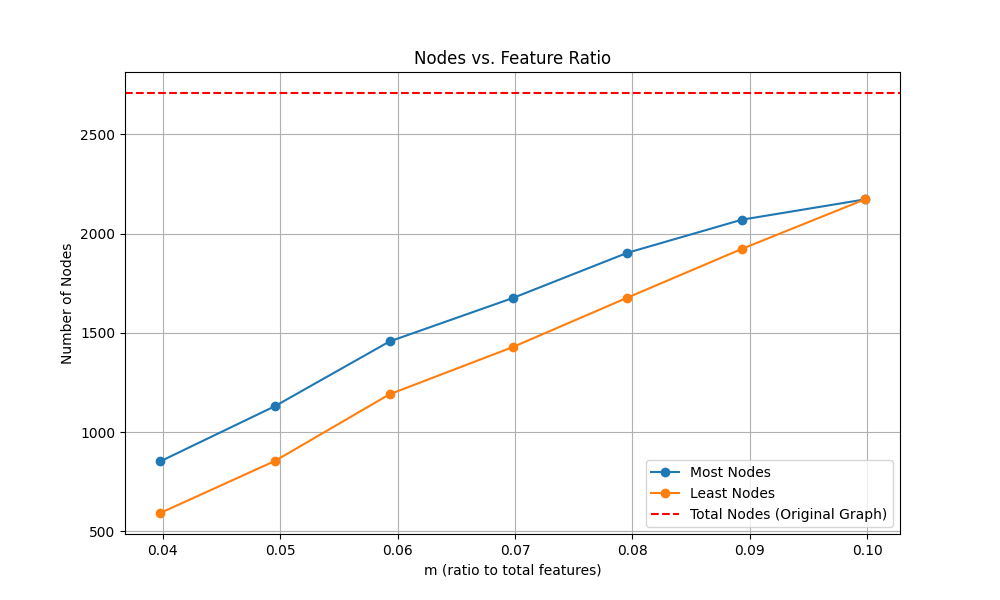 Nodes vs. Feature Ratio
Number of Nodes
2500
2000
1500
1000
500
Most Nodes
Least Nodes
Total Nodes (Original Graph)
0.04 0.05 0.06 0.07 0.08 0.09 0.10
m (ratio to total features)